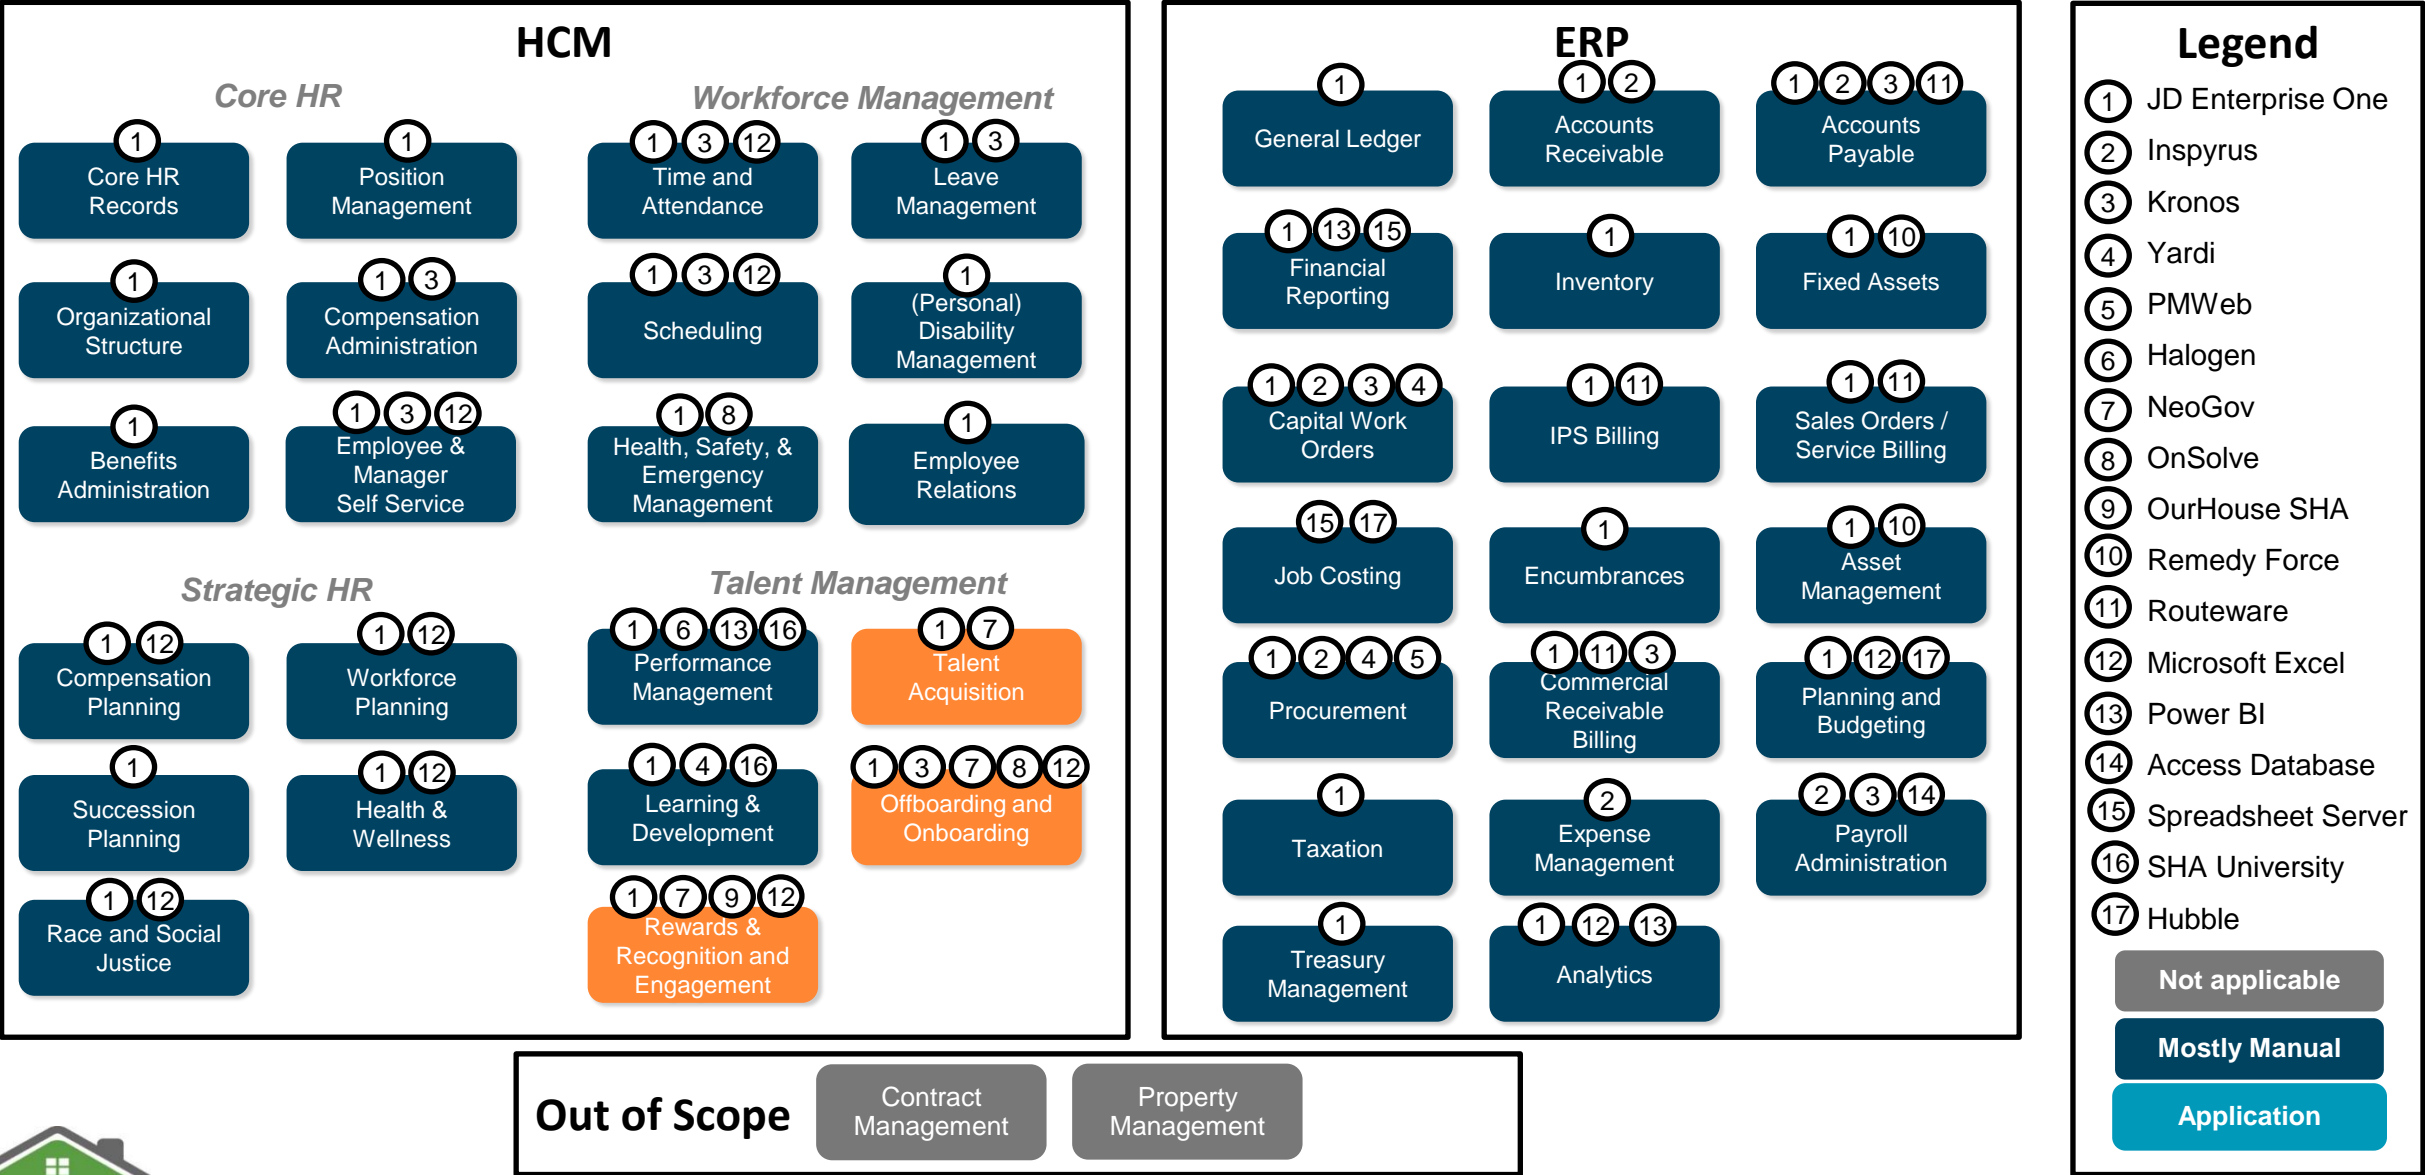 HCM
Core HR
1
Core HR
Records
1
Position
Management
1
Organizational
Structure
1 3
Compensation
Administration
1
Benefits
Administration
1 3 12
Employee &
Manager
Self Service
Workforce Management
1 3 12
Time and
Attendance
1 3
Leave
Management
1 3 12
Scheduling
1
(Personal)
Disability
Management
1 8
Health, Safety, &
Emergency
Management
1
Employee
Relations
Strategic HR
1 12
Compensation
Planning
1 12
Workforce
Planning
1
Succession
Planning
1 12
Health &
Wellness
1 12
Race and Social
Justice
Talent Management
1 6 13 16
Performance
Management
1 7
Talent
Acquisition
1 4 16
Learning &
Development
1 3 7 8 12
Offboarding and
Onboarding
1 7 9 12
Rewards &
Recognition and
Engagement
ERP
1
General Ledger
1 2
Accounts
Receivable
1 2 3 11
Accounts
Payable
1 13 15
Financial
Reporting
1
Inventory
1 10
Fixed Assets
1 2 3 4
Capital Work
Orders
1 11
IPS Billing
1 11
Sales Orders /
Service Billing
15 17
Job Costing
1
Encumbrances
1 10
Asset
Management
1 2 4 5
Procurement
1 11 3
Commercial
Receivable
Billing
1 12 17
Planning and
Budgeting
1
Taxation
2
Expense
Management
2 3 14
Payroll
Administration
1
Treasury
Management
1 12 13
Analytics
Legend
1 JD Enterprise One
2 Inspyrus
3 Kronos
4 Yardi
5 PMWeb
6 Halogen
7 NeoGov
8 OnSolve
9 OurHouse SHA
10 Remedy Force
11 Routeware
12 Microsoft Excel
13 Power BI
14 Access Database
15 Spreadsheet Server
16 SHA University
17 Hubble
Not applicable
Mostly Manual
Application
Out of Scope
Contract
Management
Property
Management